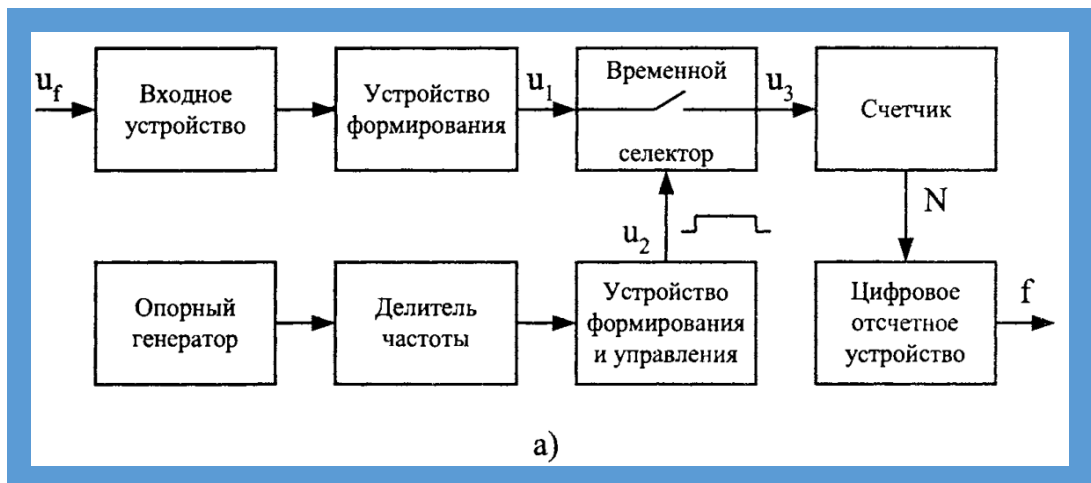 u_f
Входное
устройство
Устройство
формирования
u_1
Временной
селектор
u_3
Счетчик
N
u_2
Опорный
генератор
Делитель
частоты
Устройство
формирования
и управления
Цифровое
отсчетное
устройство
f
а)